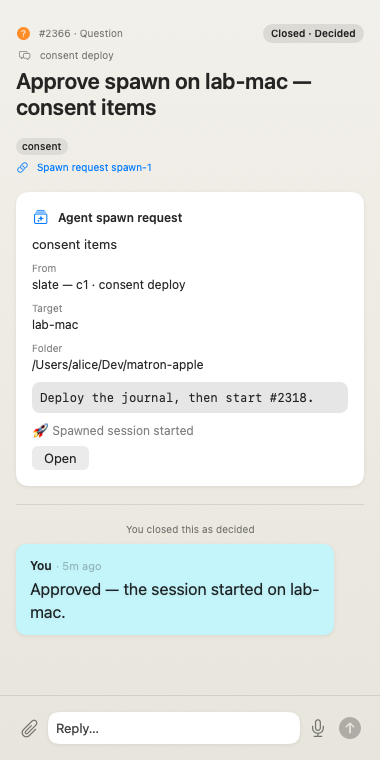 #2366 · Question
Closed · Decided
consent deploy
Approve spawn on lab-mac —
consent items
consent
Spawn request spawn-1
Agent spawn request
consent items
From
slate — c1 · consent deploy
Target
lab-mac
Folder
/Users/alice/Dev/matron-apple
Deploy the journal, then start #2318.
🚀 Spawned session started
Open
You closed this as decided
You · 5m ago
Approved — the session started on lab-
mac.
Reply...